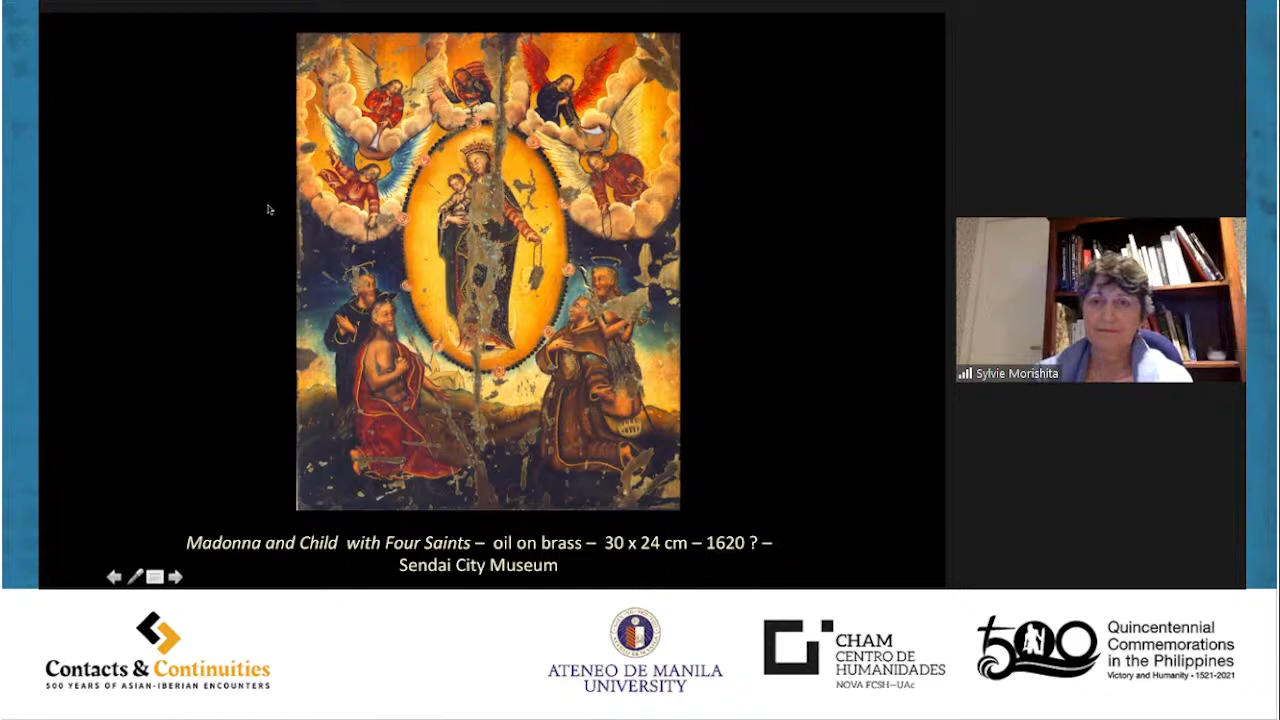 Madonna and Child with Four Saints – oil on brass – 30 x 24 cm – 1620 ? –
Sendai City Museum
Sylvie Morishita
Contacts & Continuities
500 YEARS OF ASIAN-IBERIAN ENCOUNTERS
ATENEO DE MANILA
UNIVERSITY
CHAM
CENTRO DE
HUMANIDADES
NOVA FCSH–UAc
500
Quincentennial
Commemorations
in the Philippines
Victory and Humanity • 1521-2021